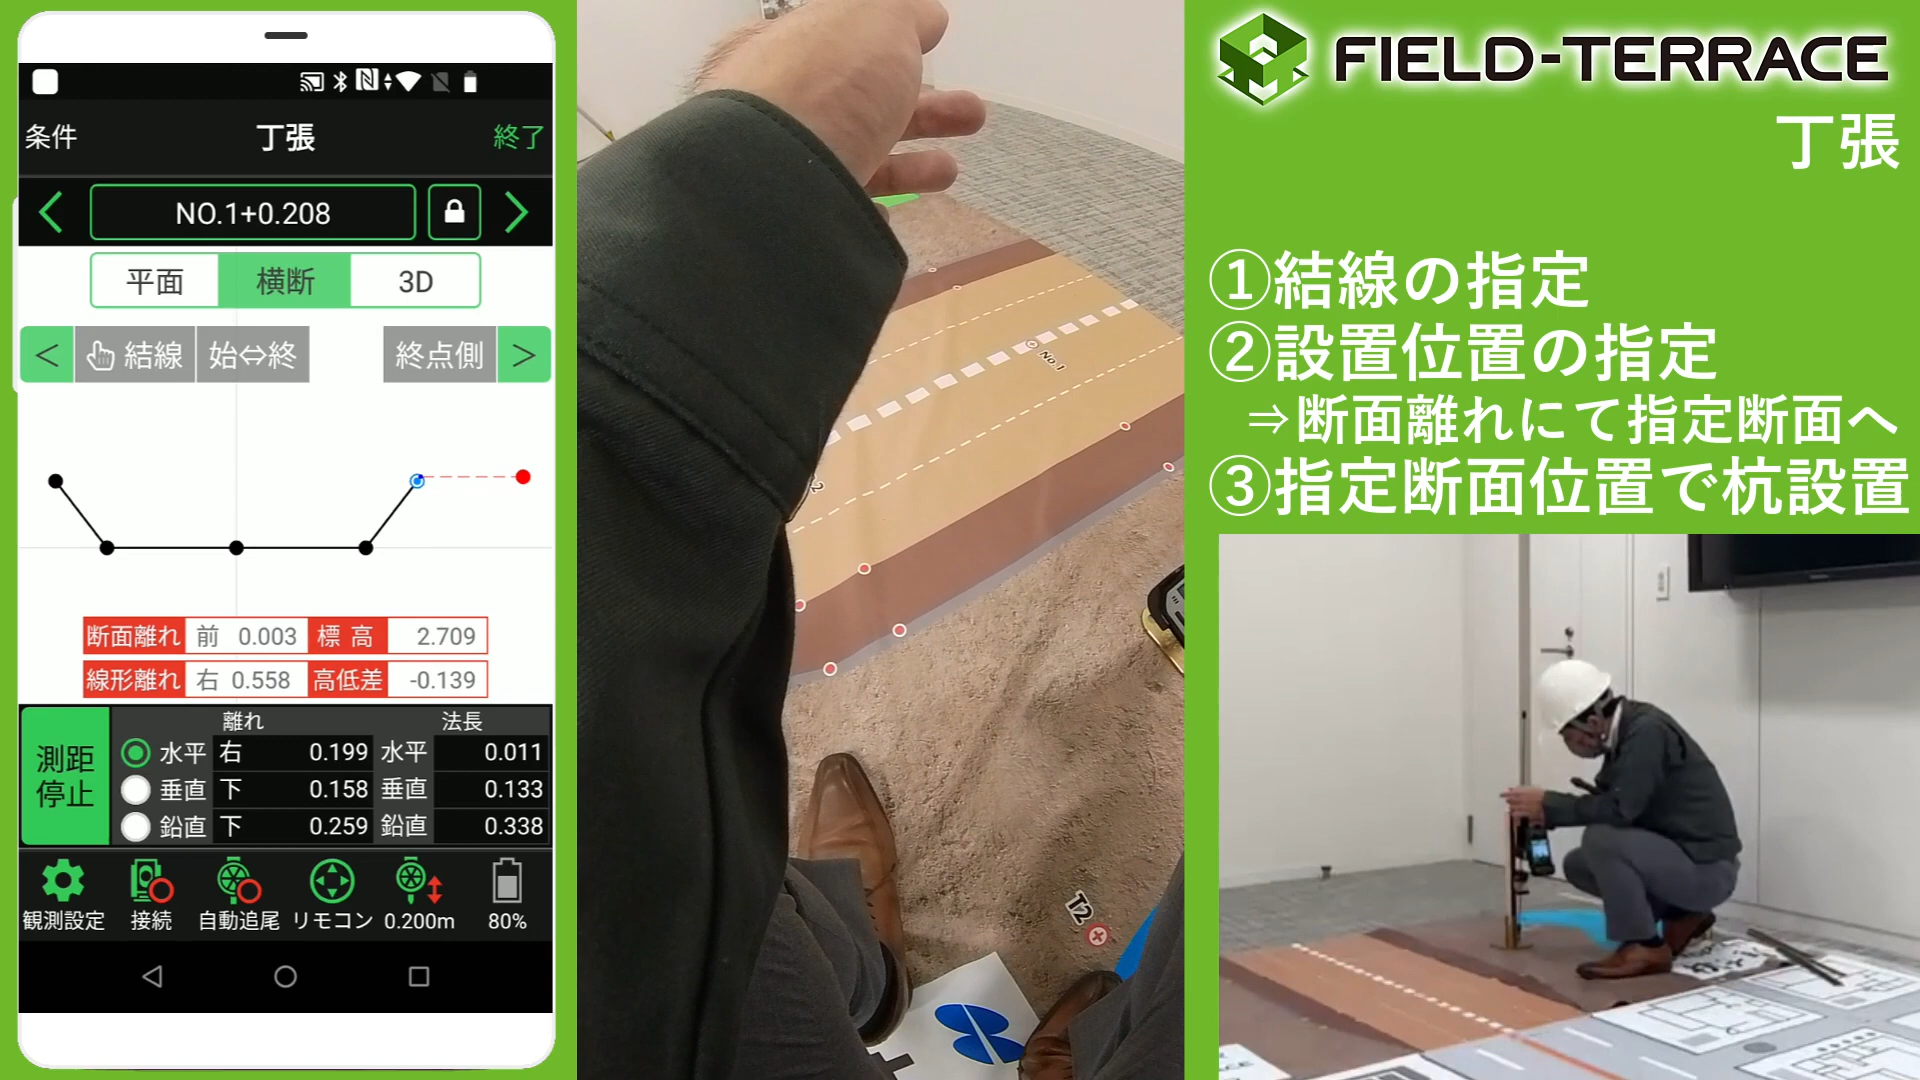 条件
丁張
終了
NO.1+0.208
平面
横断
3D
<
結線
始⇔終
終点側
>
断面離れ 前 0.003 標高 2.709
線形離れ 右 0.558 高低差 -0.139
測距
停止
離れ 法長
水平 右 0.199 水平 0.011
垂直 下 0.158 垂直 0.133
鉛直 下 0.259 鉛直 0.338
観測設定 接続 自動追尾 リモコン 0.200m 80%
No.1
T2
FIELD-TERRACE
丁張
①結線の指定
②設置位置の指定
⇒断面離れにて指定断面へ
③指定断面位置で杭設置